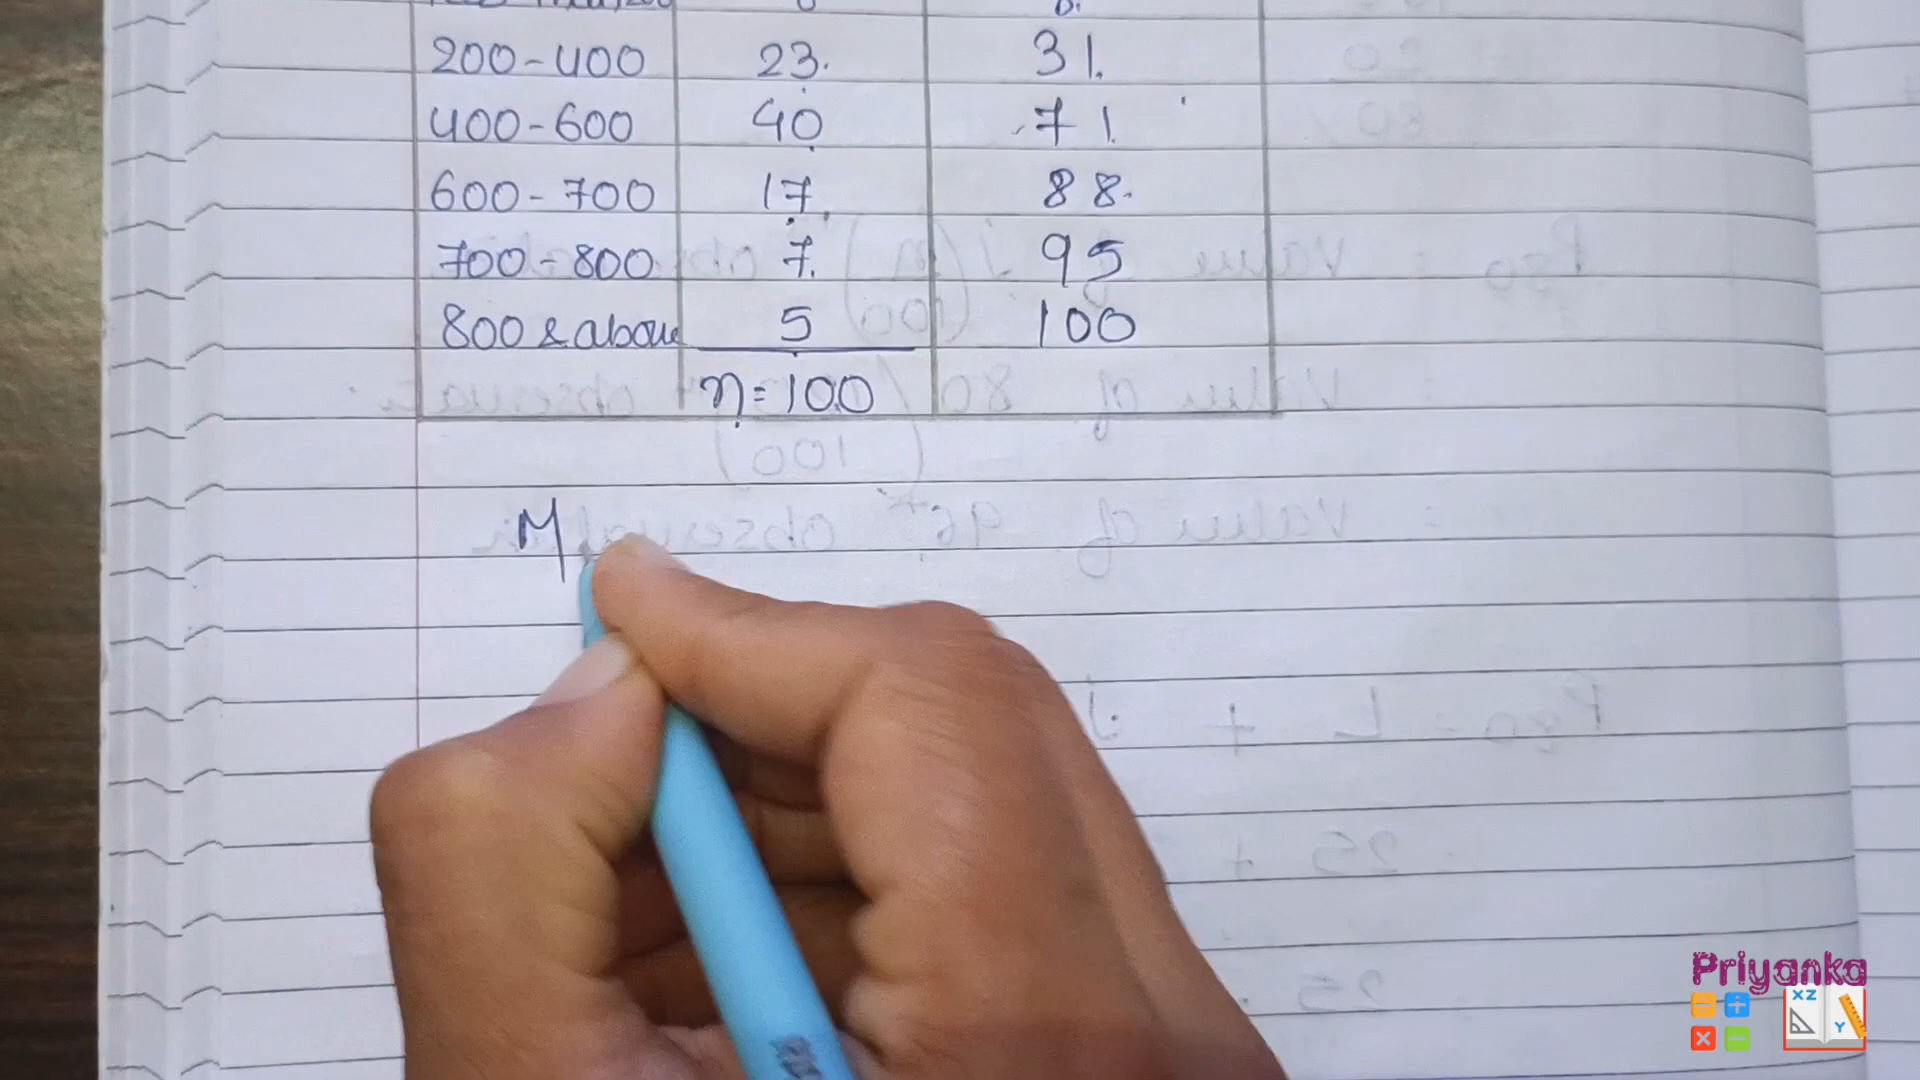 200-400 23. 31.
400-600 40 71.
600-700 17. 88.
700-800 7. 95
800 & above 5 100
n=100
M
Priyanka
XZ
Y